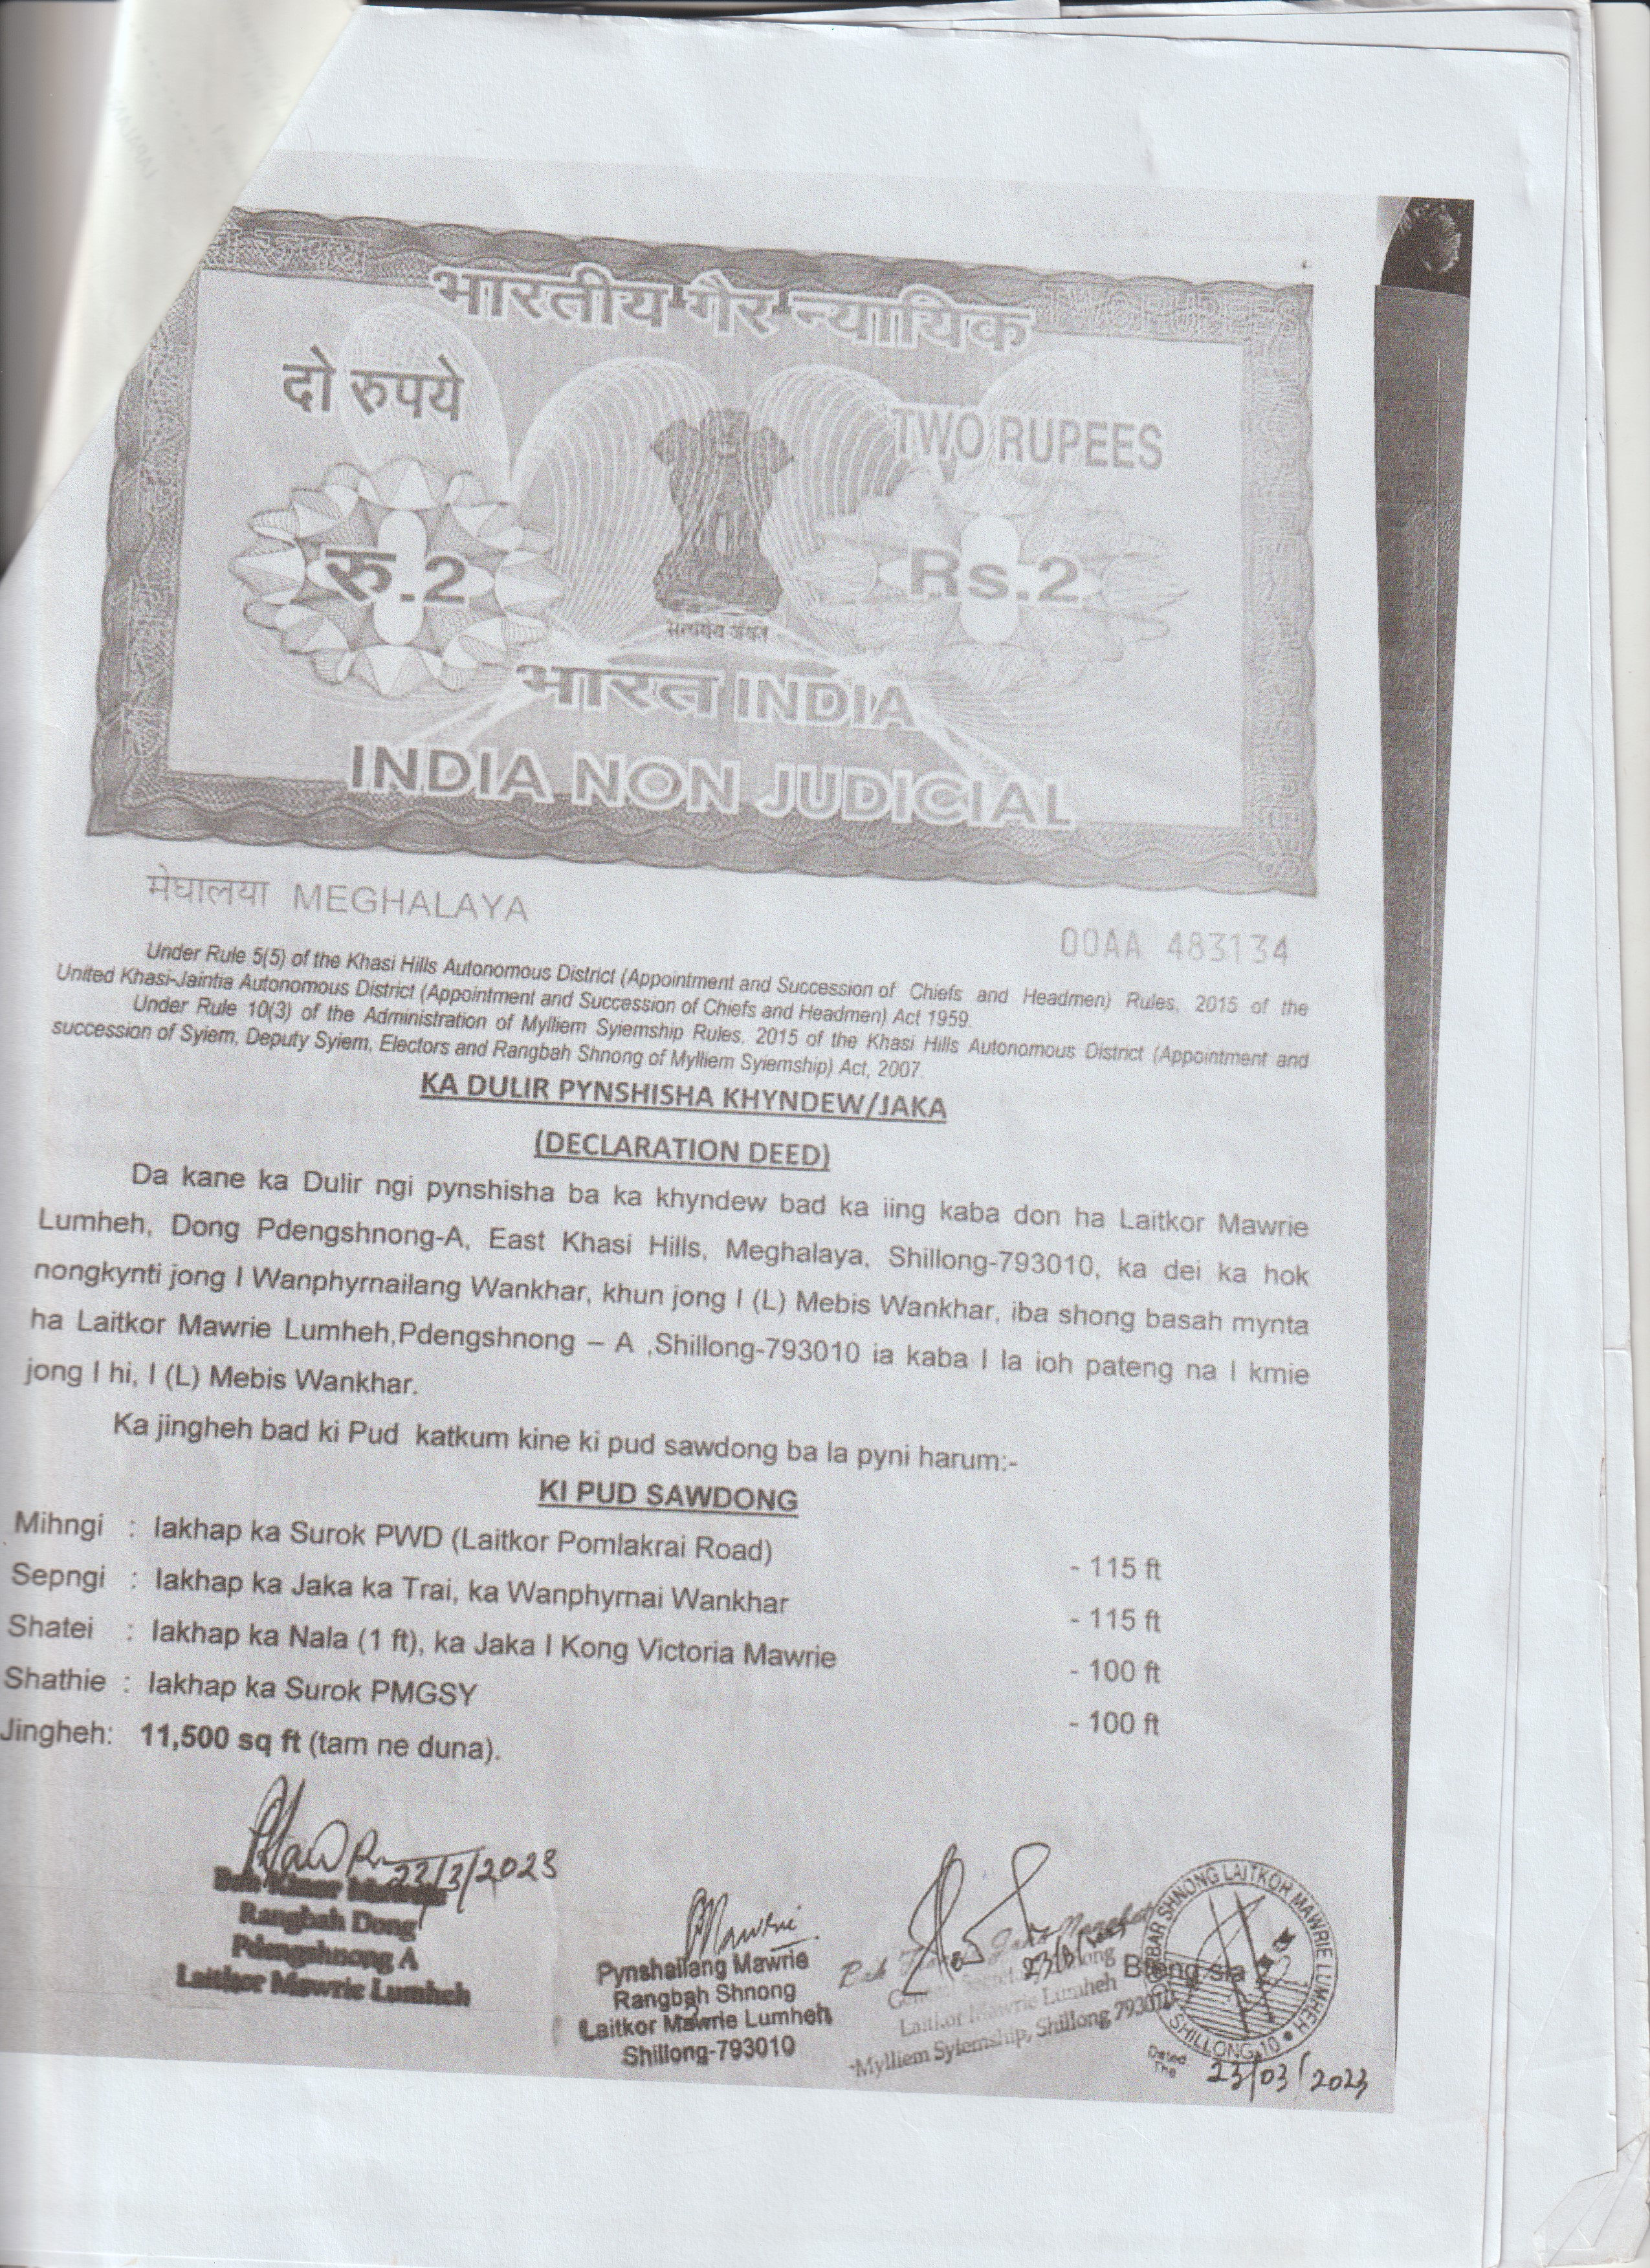 भारतीय गैर न्यायिक
दो रुपये
TWO RUPEES
रु.2
Rs.2
सत्यमेव जयते
भारत INDIA
INDIA NON JUDICIAL
मेघालया MEGHALAYA
00AA 483134
Under Rule 5(5) of the Khasi Hills Autonomous District (Appointment and Succession of Chiefs and Headmen) Rules, 2015 of the
United Khasi-Jaintia Autonomous District (Appointment and Succession of Chiefs and Headmen) Act 1959.
Under Rule 10(3) of the Administration of Mylliem Syiemship Rules, 2015 of the Khasi Hills Autonomous District (Appointment and
succession of Syiem, Deputy Syiem, Electors and Rangbah Shnong of Mylliem Syiemship) Act, 2007.
KA DULIR PYNSHISHA KHYNDEW/JAKA
(DECLARATION DEED)
Da kane ka Dulir ngi pynshisha ba ka khyndew bad ka iing kaba don ha Laitkor Mawrie
Lumheh, Dong Pdengshnong-A, East Khasi Hills, Meghalaya, Shillong-793010, ka dei ka hok
nongkynti jong I Wanphyrnailang Wankhar, khun jong I (L) Mebis Wankhar, iba shong basah mynta
ha Laitkor Mawrie Lumheh,Pdengshnong – A ,Shillong-793010 ia kaba I la ioh pateng na I kmie
jong I hi, I (L) Mebis Wankhar.
Ka jingheh bad ki Pud katkum kine ki pud sawdong ba la pyni harum:-
KI PUD SAWDONG
Mihngi : Iakhap ka Surok PWD (Laitkor Pomlakrai Road) - 115 ft
Sepngi : Iakhap ka Jaka ka Trai, ka Wanphyrnai Wankhar - 115 ft
Shatei : Iakhap ka Nala (1 ft), ka Jaka I Kong Victoria Mawrie - 100 ft
Shathie : Iakhap ka Surok PMGSY - 100 ft
Jingheh: 11,500 sq ft (tam ne duna).
23/3/2023
Rangbah Dong
Pdengshnong A
Laitkor Mawrie Lumheh
Pynshailang Mawrie
Rangbah Shnong
Laitkor Mawrie Lumheh
Shillong-793010
Laitkor Mawrie Lumheh
Mylliem Syiemship, Shillong 793010
DORBAR SHNONG LAITKOR MAWRIE LUMHEH
SHILLONG-10
Dated
The
23/03/2023